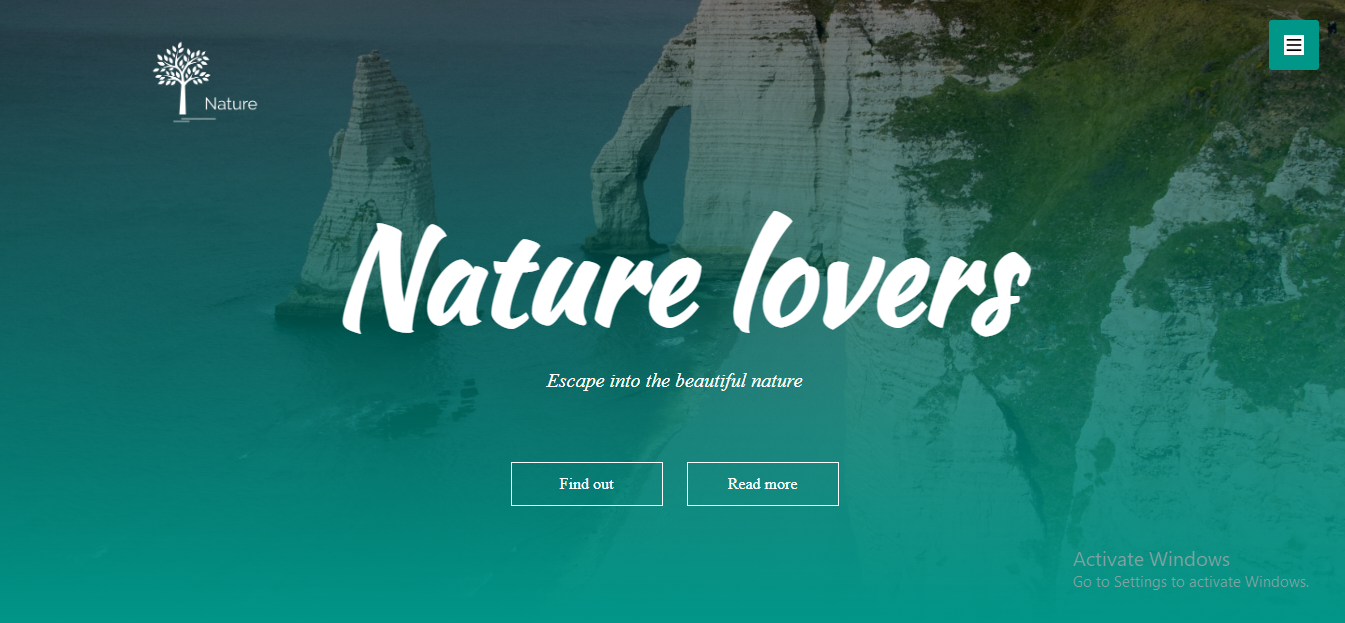 Nature
Nature lovers
Escape into the beautiful nature
Find out
Read more
Activate Windows
Go to Settings to activate Windows.